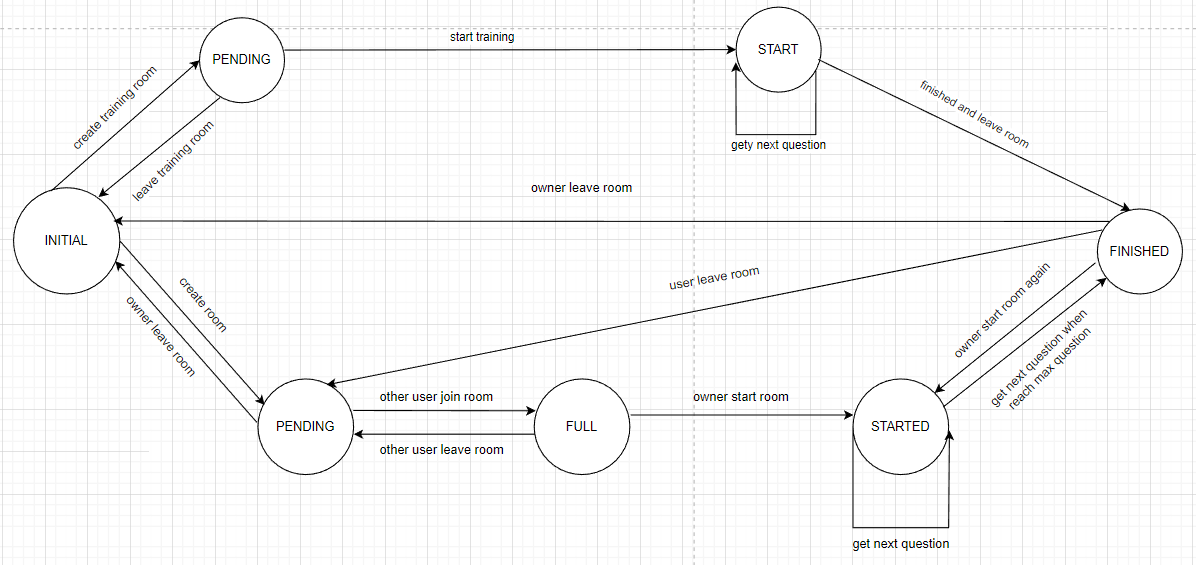 START
start training
PENDING
create training room
finished and leave room
leave training room
gety next question
owner leave room
INITIAL
FINISHED
user leave room
create room
owner leave room
owner start room again
get next question when
reach max question
other user join room
owner start room
PENDING
FULL
STARTED
other user leave room
get next question